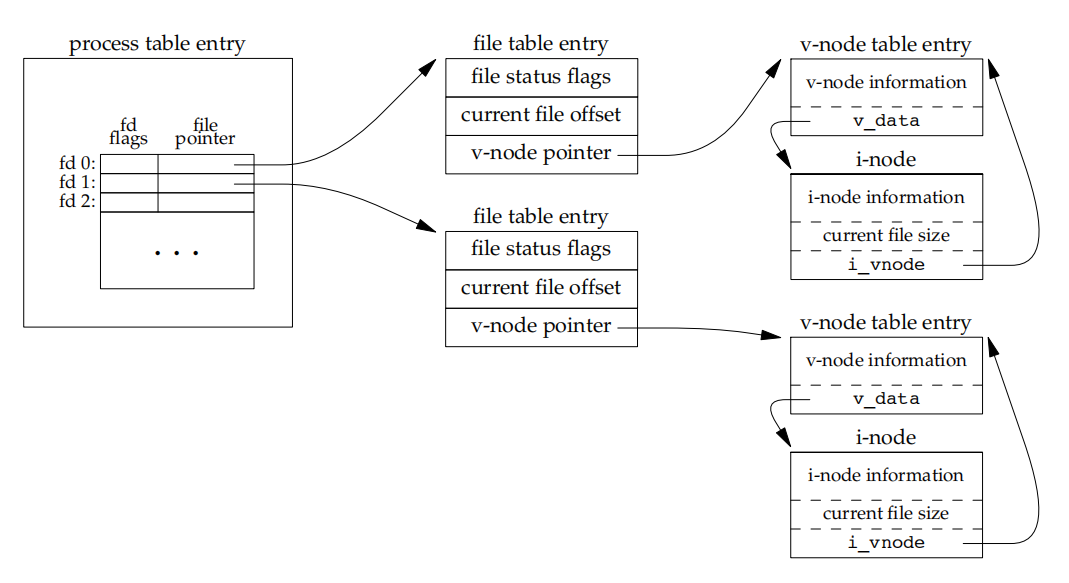 process table entry
fd
flags
file
pointer
fd 0:
fd 1:
fd 2:
. . .
file table entry
file status flags
current file offset
v-node pointer
file table entry
file status flags
current file offset
v-node pointer
v-node table entry
v-node information
v_data
i-node
i-node information
current file size
i_vnode
v-node table entry
v-node information
v_data
i-node
i-node information
current file size
i_vnode